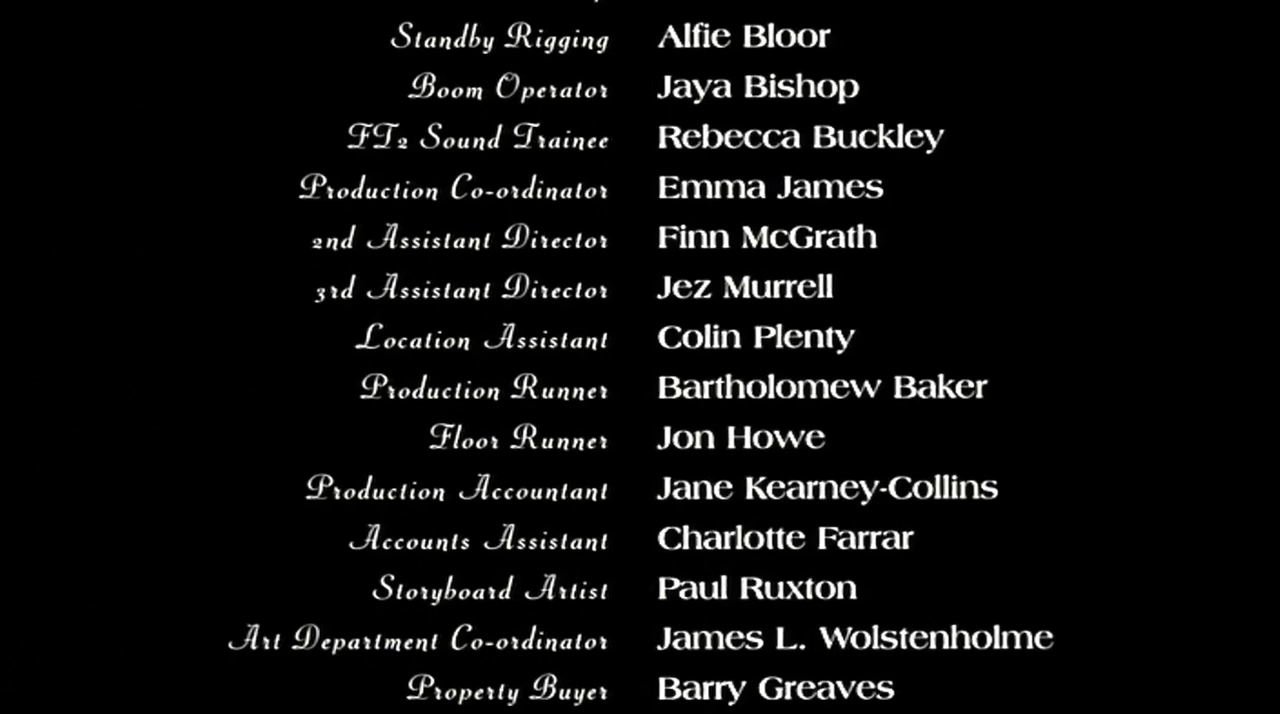 Standby Rigging Alfie Bloor
Boom Operator Jaya Bishop
FT2 Sound Trainee Rebecca Buckley
Production Co-ordinator Emma James
2nd Assistant Director Finn McGrath
3rd Assistant Director Jez Murrell
Location Assistant Colin Plenty
Production Runner Bartholomew Baker
Floor Runner Jon Howe
Production Accountant Jane Kearney-Collins
Accounts Assistant Charlotte Farrar
Storyboard Artist Paul Ruxton
Art Department Co-ordinator James L. Wolstenholme
Property Buyer Barry Greaves